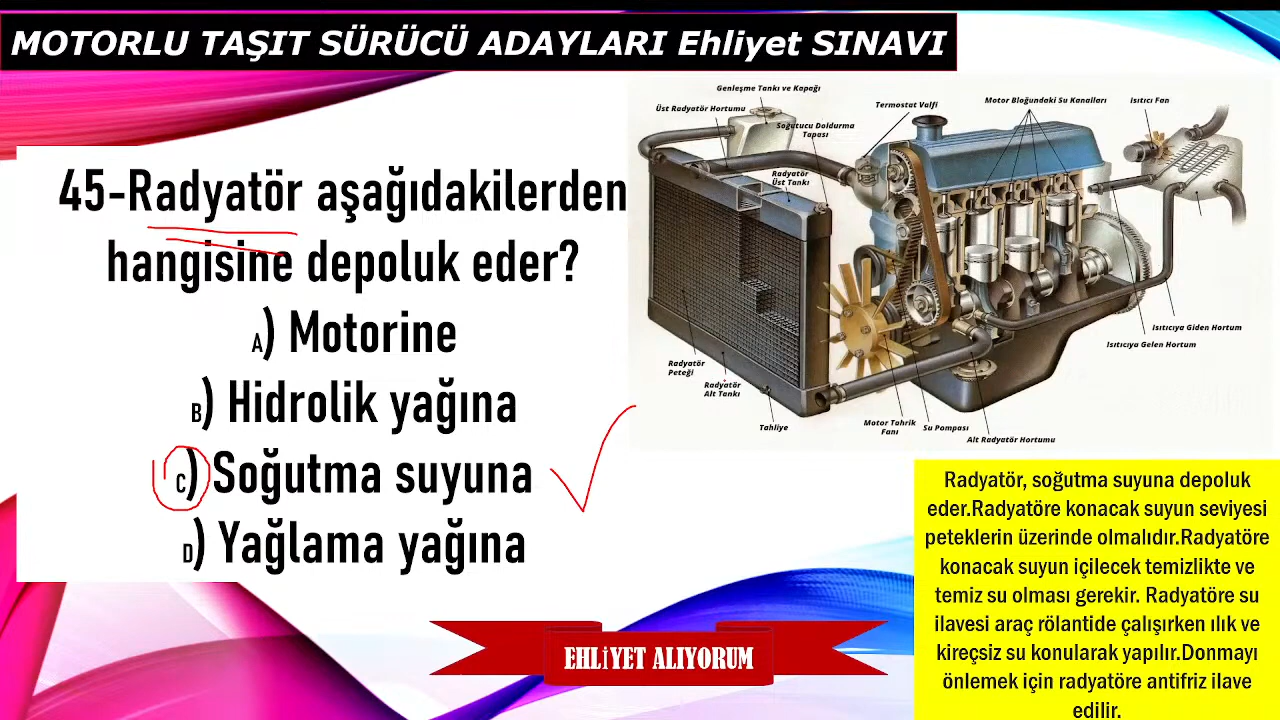 MOTORLU TAŞIT SÜRÜCÜ ADAYLARI Ehliyet SINAVI
45-Radyatör aşağıdakilerden
hangisine depoluk eder?
A) Motorine
B) Hidrolik yağına
C) Soğutma suyuna
D) Yağlama yağına
Genleşme Tankı ve Kapağı
Üst Radyatör Hortumu
Soğutucu Doldurma
Tapası
Radyatör
Üst Tankı
Termostat Valfi
Motor Bloğundaki Su Kanalları
Isıtıcı Fan
Isıtıcıya Giden Hortum
Isıtıcıya Gelen Hortum
Radyatör
Peteği
Radyatör
Alt Tankı
Tahliye
Motor Tahrik
Fanı
Su Pompası
Alt Radyatör Hortumu
Radyatör, soğutma suyuna depoluk
eder.Radyatöre konacak suyun seviyesi
peteklerin üzerinde olmalıdır.Radyatöre
konacak suyun içilecek temizlikte ve
temiz su olması gerekir. Radyatöre su
ilavesi araç rölantide çalışırken ılık ve
kireçsiz su konularak yapılır.Donmayı
önlemek için radyatöre antifriz ilave
edilir.
EHLİYET ALIYORUM